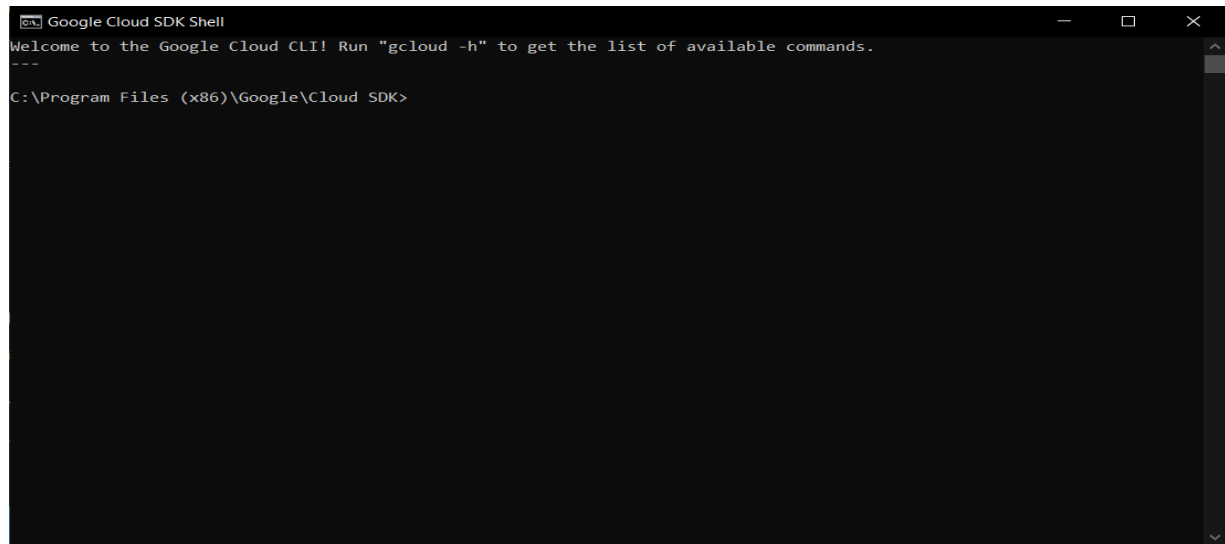 Google Cloud SDK Shell
Welcome to the Google Cloud CLI! Run "gcloud -h" to get the list of available commands.
---
C:\Program Files (x86)\Google\Cloud SDK>